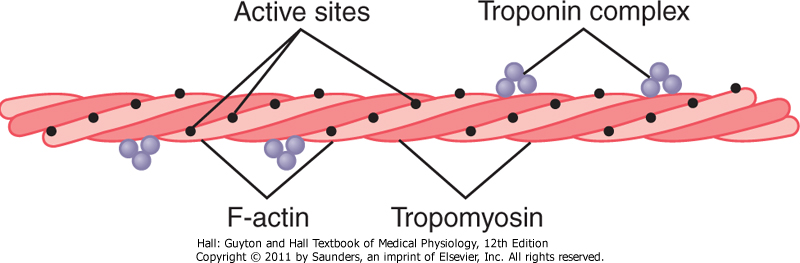 Active sites
Troponin complex
F-actin
Tropomyosin
Hall: Guyton and Hall Textbook of Medical Physiology, 12th Edition
Copyright © 2011 by Saunders, an imprint of Elsevier, Inc. All rights reserved.